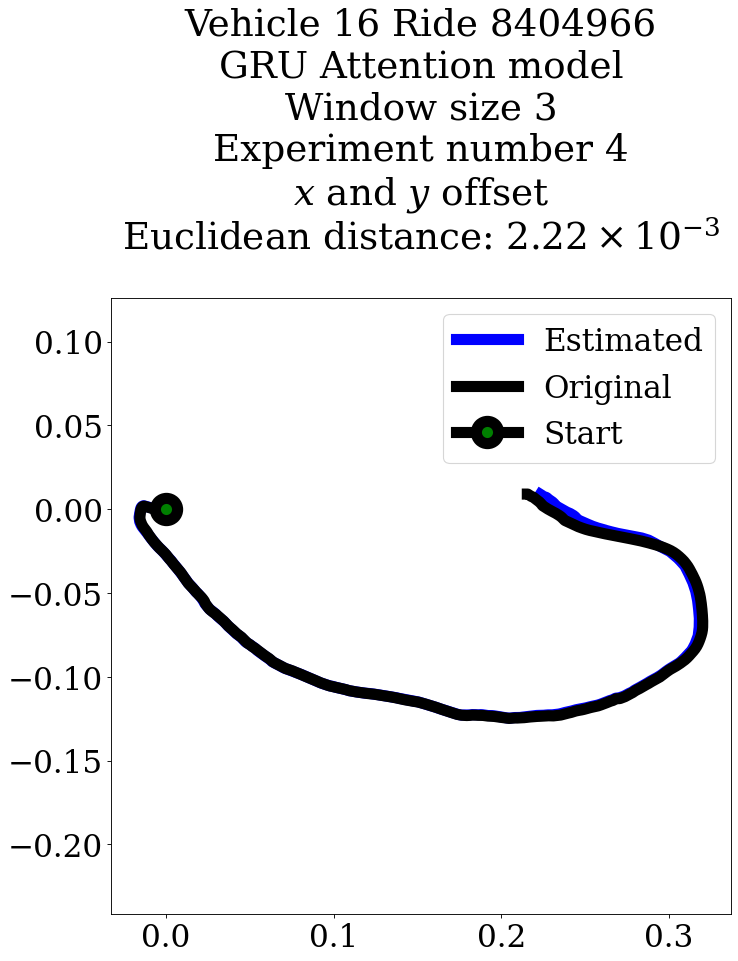 Vehicle 16 Ride 8404966
GRU Attention model
Window size 3
Experiment number 4
x and y offset
Euclidean distance: 2.22 × 10⁻³
Estimated
Original
Start
0.10
0.05
0.00
−0.05
−0.10
−0.15
−0.20
0.0 0.1 0.2 0.3